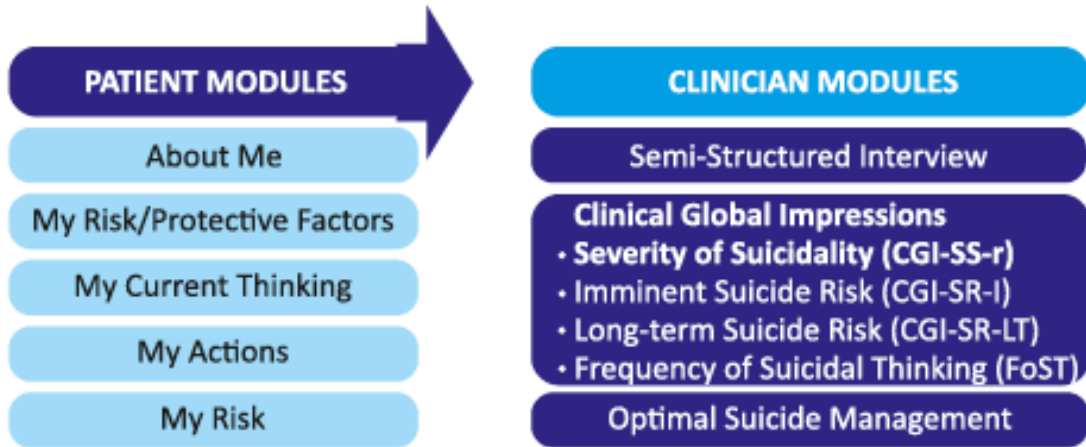 PATIENT MODULES
About Me
My Risk/Protective Factors
My Current Thinking
My Actions
My Risk
CLINICIAN MODULES
Semi-Structured Interview
Clinical Global Impressions
• Severity of Suicidality (CGI-SS-r)
• Imminent Suicide Risk (CGI-SR-I)
• Long-term Suicide Risk (CGI-SR-LT)
• Frequency of Suicidal Thinking (FoST)
Optimal Suicide Management